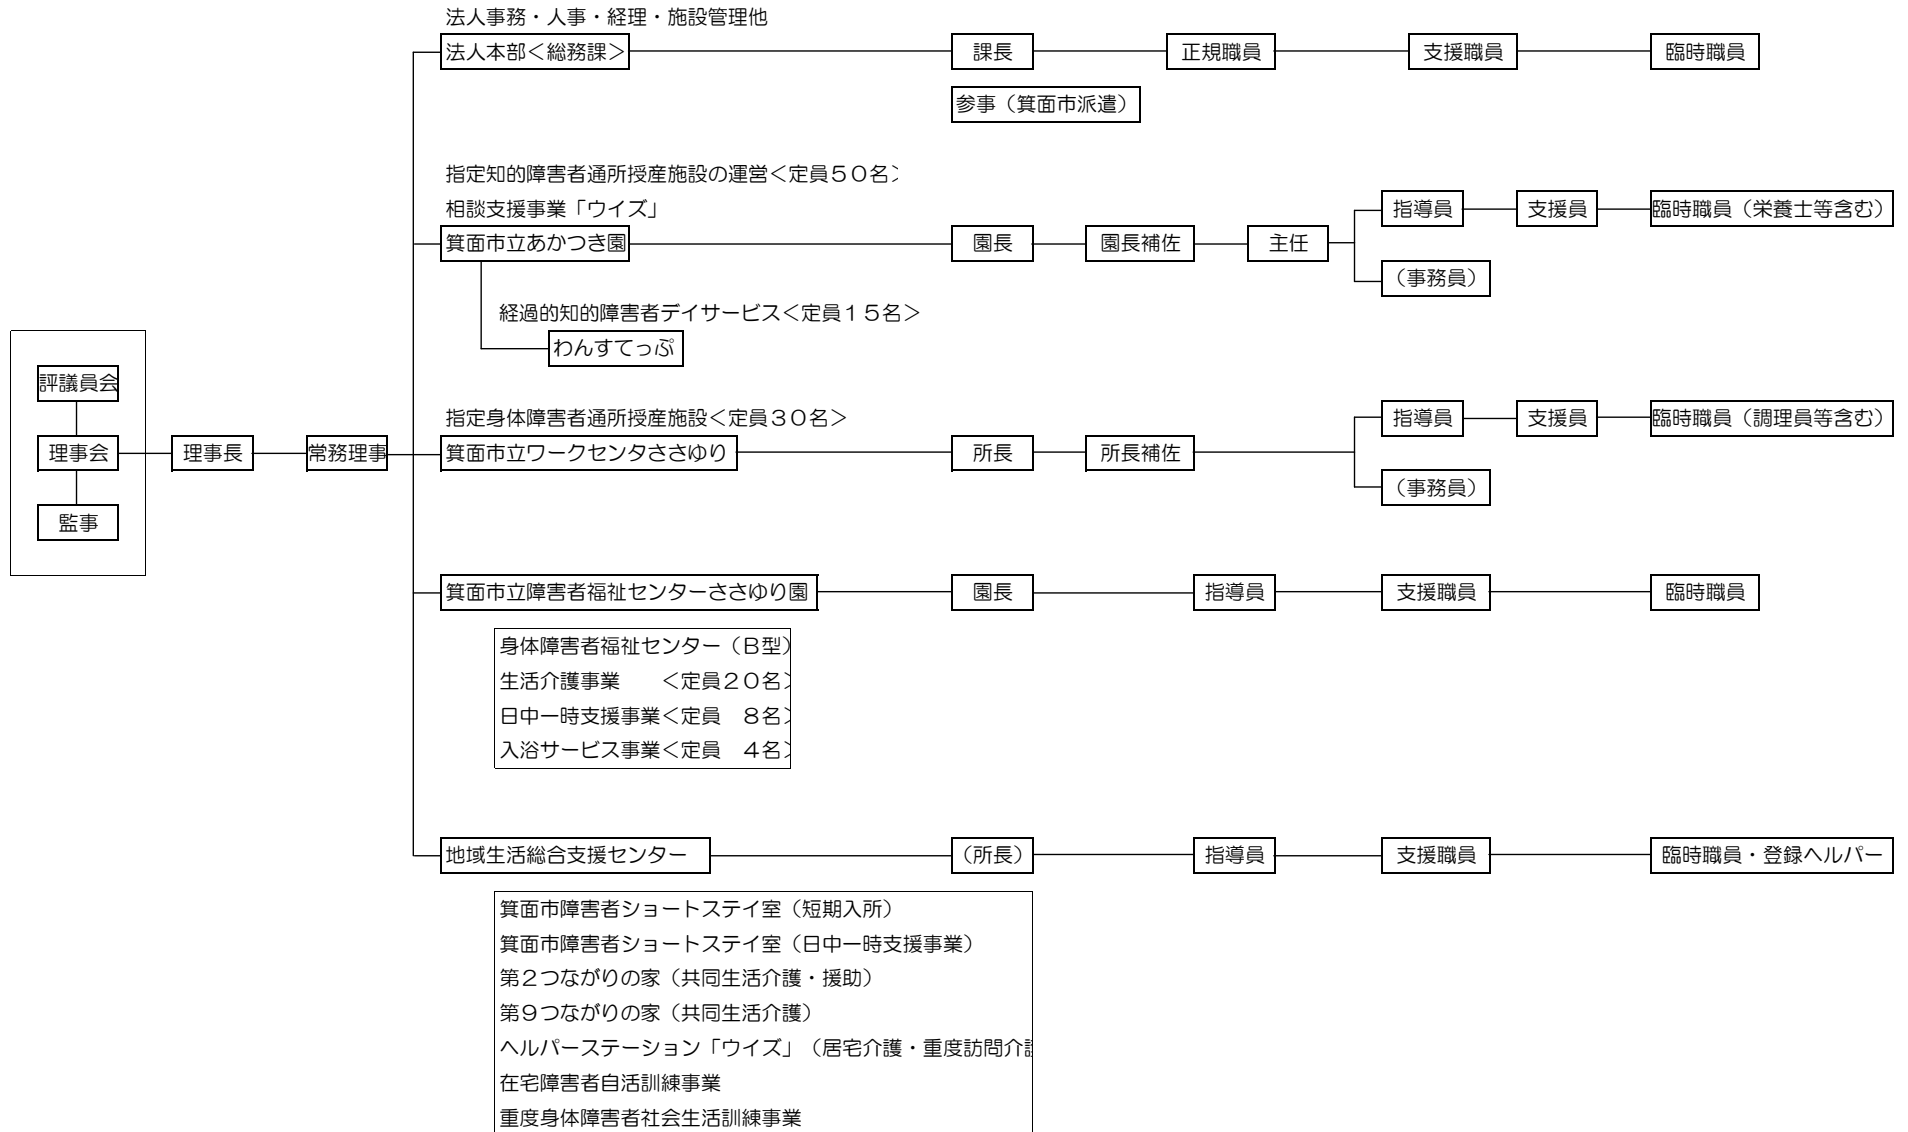 法人事務・人事・経理・施設管理他
法人本部＜総務課＞
課長
正規職員
支援職員
臨時職員
参事（箕面市派遣）
指定知的障害者通所授産施設の運営＜定員５０名＞
相談支援事業「ウイズ」
箕面市立あかつき園
園長
園長補佐
主任
指導員
支援員
臨時職員（栄養士等含む）
（事務員）
経過的知的障害者デイサービス＜定員１５名＞
わんすてっぷ
評議員会
理事会
監事
理事長
常務理事
指定身体障害者通所授産施設＜定員３０名＞
箕面市立ワークセンタささゆり
所長
所長補佐
指導員
支援員
臨時職員（調理員等含む）
（事務員）
箕面市立障害者福祉センターささゆり園
園長
指導員
支援職員
臨時職員
身体障害者福祉センター（Ｂ型）
生活介護事業　　＜定員２０名＞
日中一時支援事業＜定員　８名＞
入浴サービス事業＜定員　４名＞
地域生活総合支援センター
（所長）
指導員
支援職員
臨時職員・登録ヘルパー
箕面市障害者ショートステイ室（短期入所）
箕面市障害者ショートステイ室（日中一時支援事業）
第２つながりの家（共同生活介護・援助）
第９つながりの家（共同生活介護）
ヘルパーステーション「ウイズ」（居宅介護・重度訪問介
在宅障害者自活訓練事業
重度身体障害者社会生活訓練事業